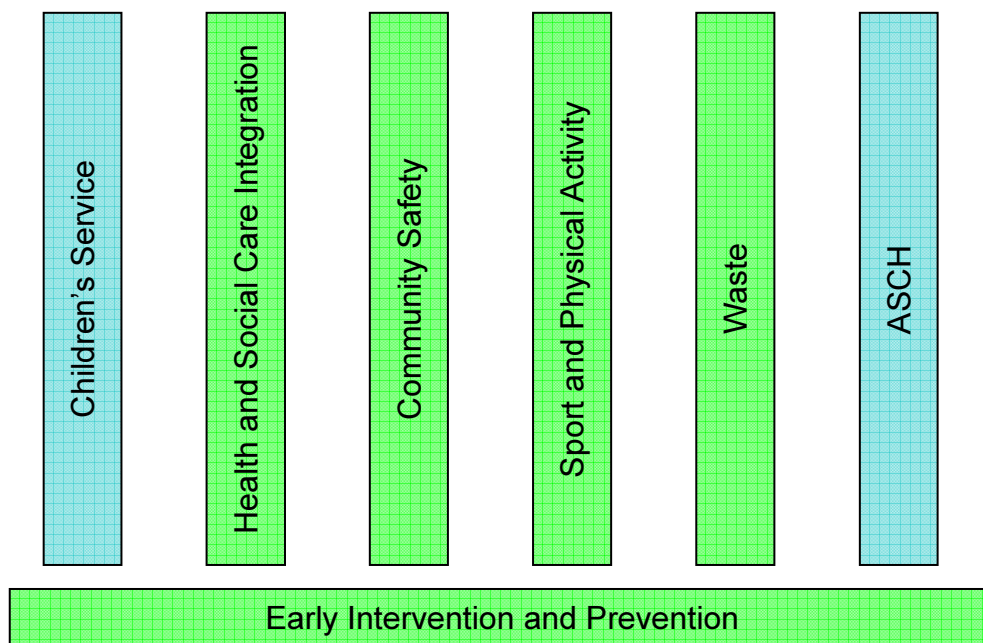 Children’s Service
Health and Social Care Integration
Community Safety
Sport and Physical Activity
Waste
ASCH
Early Intervention and Prevention